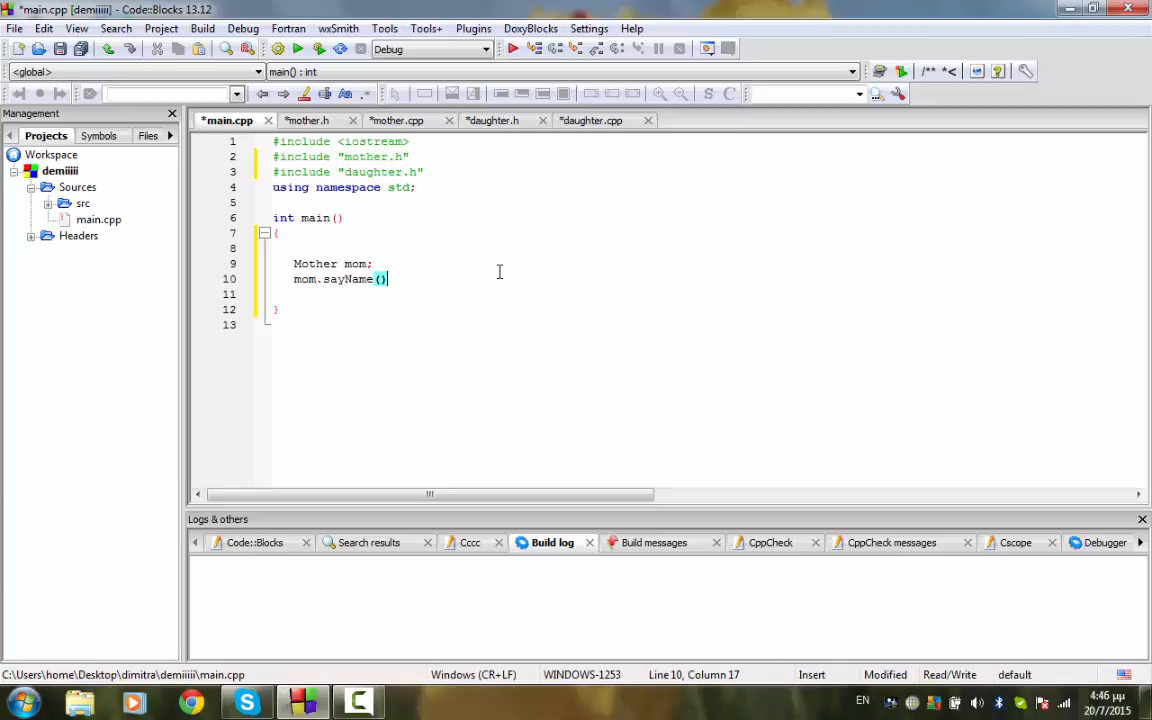 *main.cpp [demiiiii] - Code::Blocks 13.12
File Edit View Search Project Build Debug Fortran wxSmith Tools Tools+ Plugins DoxyBlocks Settings Help
Debug
<global> main() : int
/** *<
S C
Management
Projects Symbols Files
Workspace
demiiiii
Sources
src
main.cpp
Headers
*main.cpp *mother.h *mother.cpp *daughter.h *daughter.cpp
1 #include <iostream>
2 #include "mother.h"
3 #include "daughter.h"
4 using namespace std;
5
6 int main()
7 {
8
9 Mother mom;
10 mom.sayName()
11
12 }
13
Logs & others
Code::Blocks Search results Cccc Build log Build messages CppCheck CppCheck messages Cscope Debugger
C:\Users\home\Desktop\dimitra\demiiiii\main.cpp Windows (CR+LF) WINDOWS-1253 Line 10, Column 17 Insert Modified Read/Write default
EN 4:46 μμ
20/7/2015